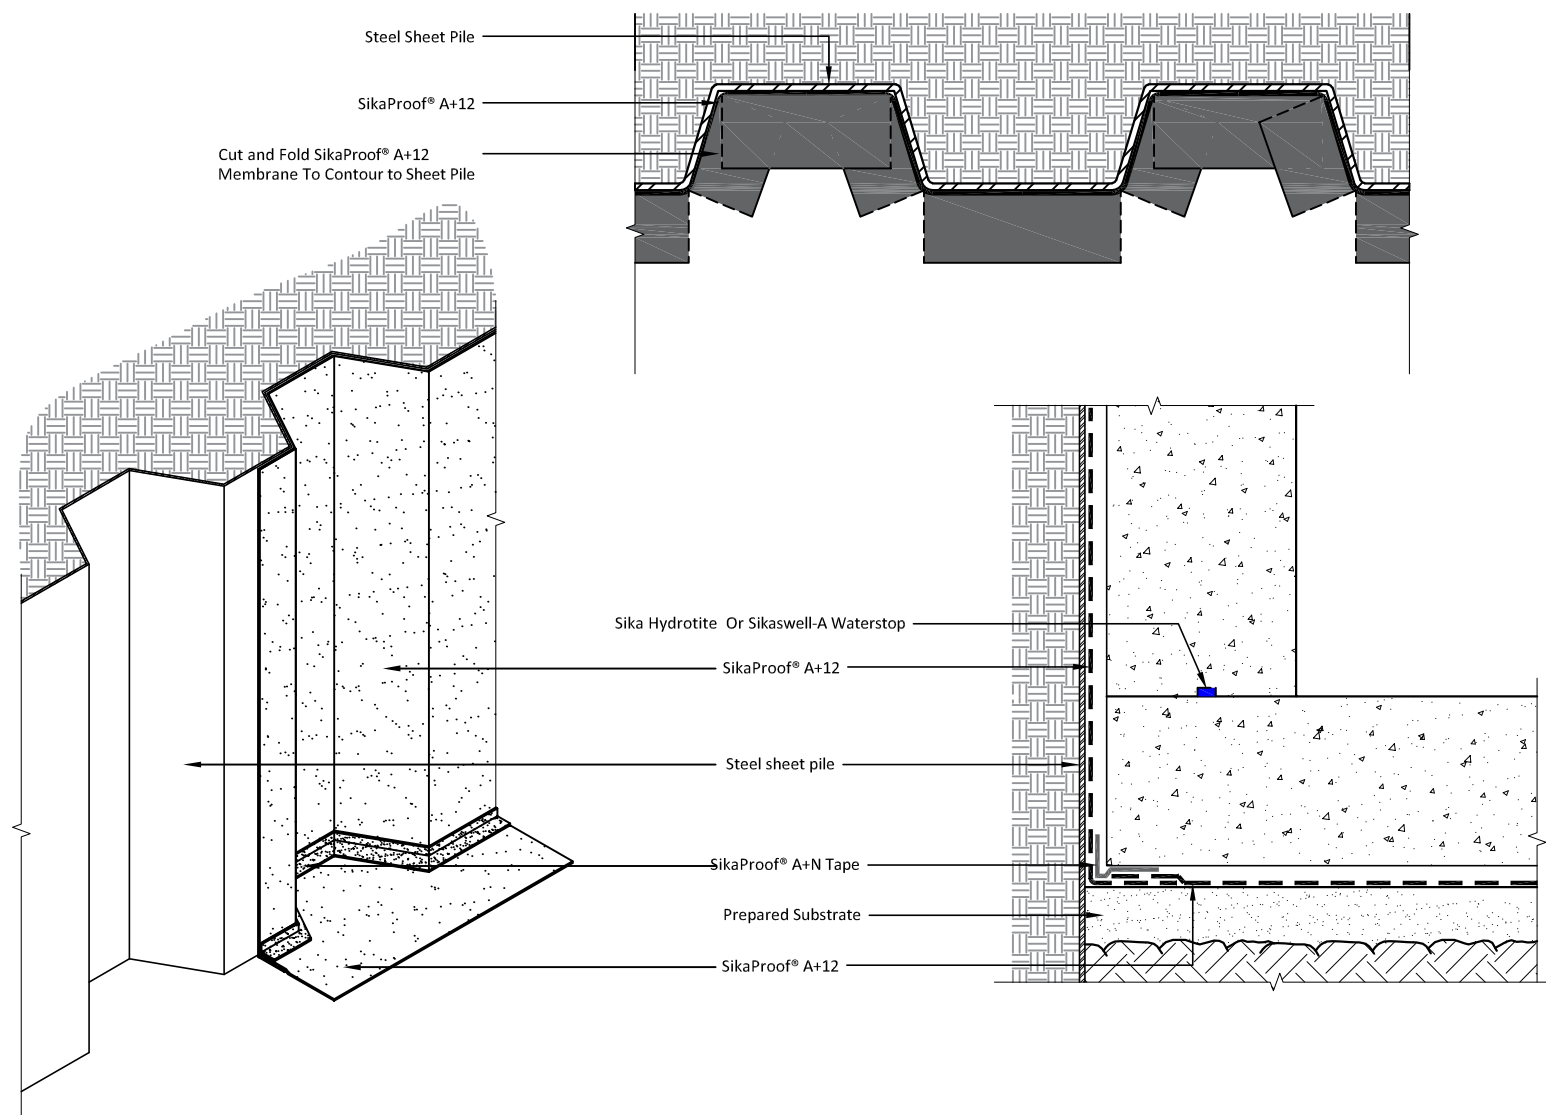 Steel Sheet Pile
SikaProof® A+12
Cut and Fold SikaProof® A+12
Membrane To Contour to Sheet Pile
Sika Hydrotite Or Sikaswell-A Waterstop
SikaProof® A+12
Steel sheet pile
SikaProof® A+N Tape
Prepared Substrate
SikaProof® A+12